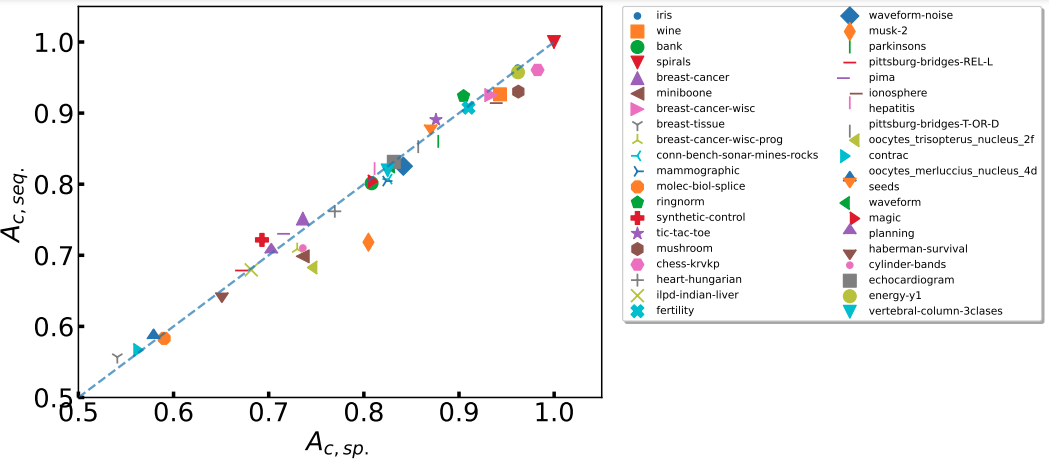 1.0
0.9
0.8
0.7
0.6
0.5
A_{c, seq.}
0.5 0.6 0.7 0.8 0.9 1.0
A_{c, sp.}
iris
wine
bank
spirals
breast-cancer
miniboone
breast-cancer-wisc
breast-tissue
breast-cancer-wisc-prog
conn-bench-sonar-mines-rocks
mammographic
molec-biol-splice
ringnorm
synthetic-control
tic-tac-toe
mushroom
chess-krvkp
heart-hungarian
ilpd-indian-liver
fertility
waveform-noise
musk-2
parkinsons
pittsburg-bridges-REL-L
pima
ionosphere
hepatitis
pittsburg-bridges-T-OR-D
oocytes_trisopterus_nucleus_2f
contrac
oocytes_merluccius_nucleus_4d
seeds
waveform
magic
planning
haberman-survival
cylinder-bands
echocardiogram
energy-y1
vertebral-column-3clases